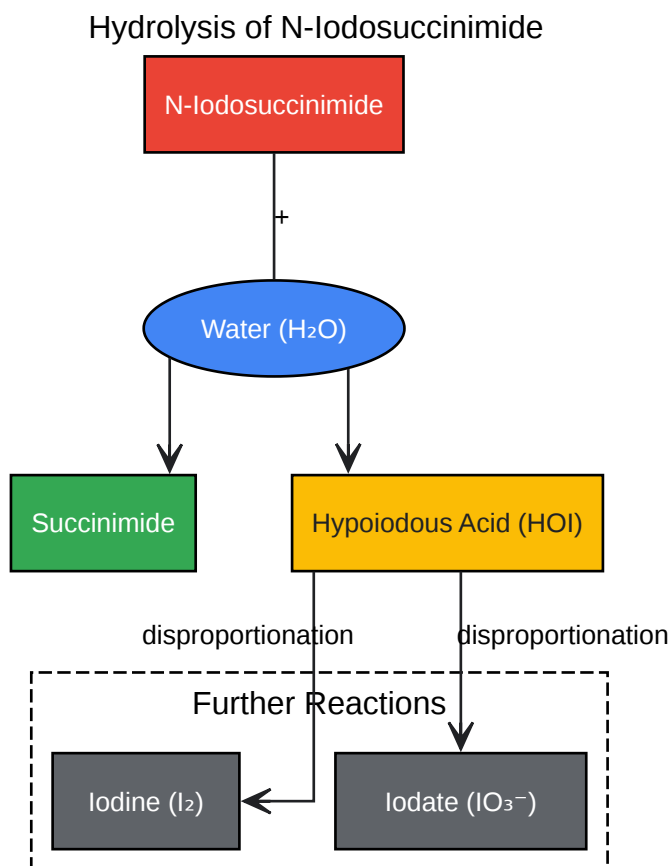 Hydrolysis of N-Iodosuccinimide
N-Iodosuccinimide
+
Water (H₂O)
Succinimide
Hypoiodous Acid (HOI)
disproportionation
disproportionation
Further Reactions
Iodine (I₂)
Iodate (IO₃⁻)